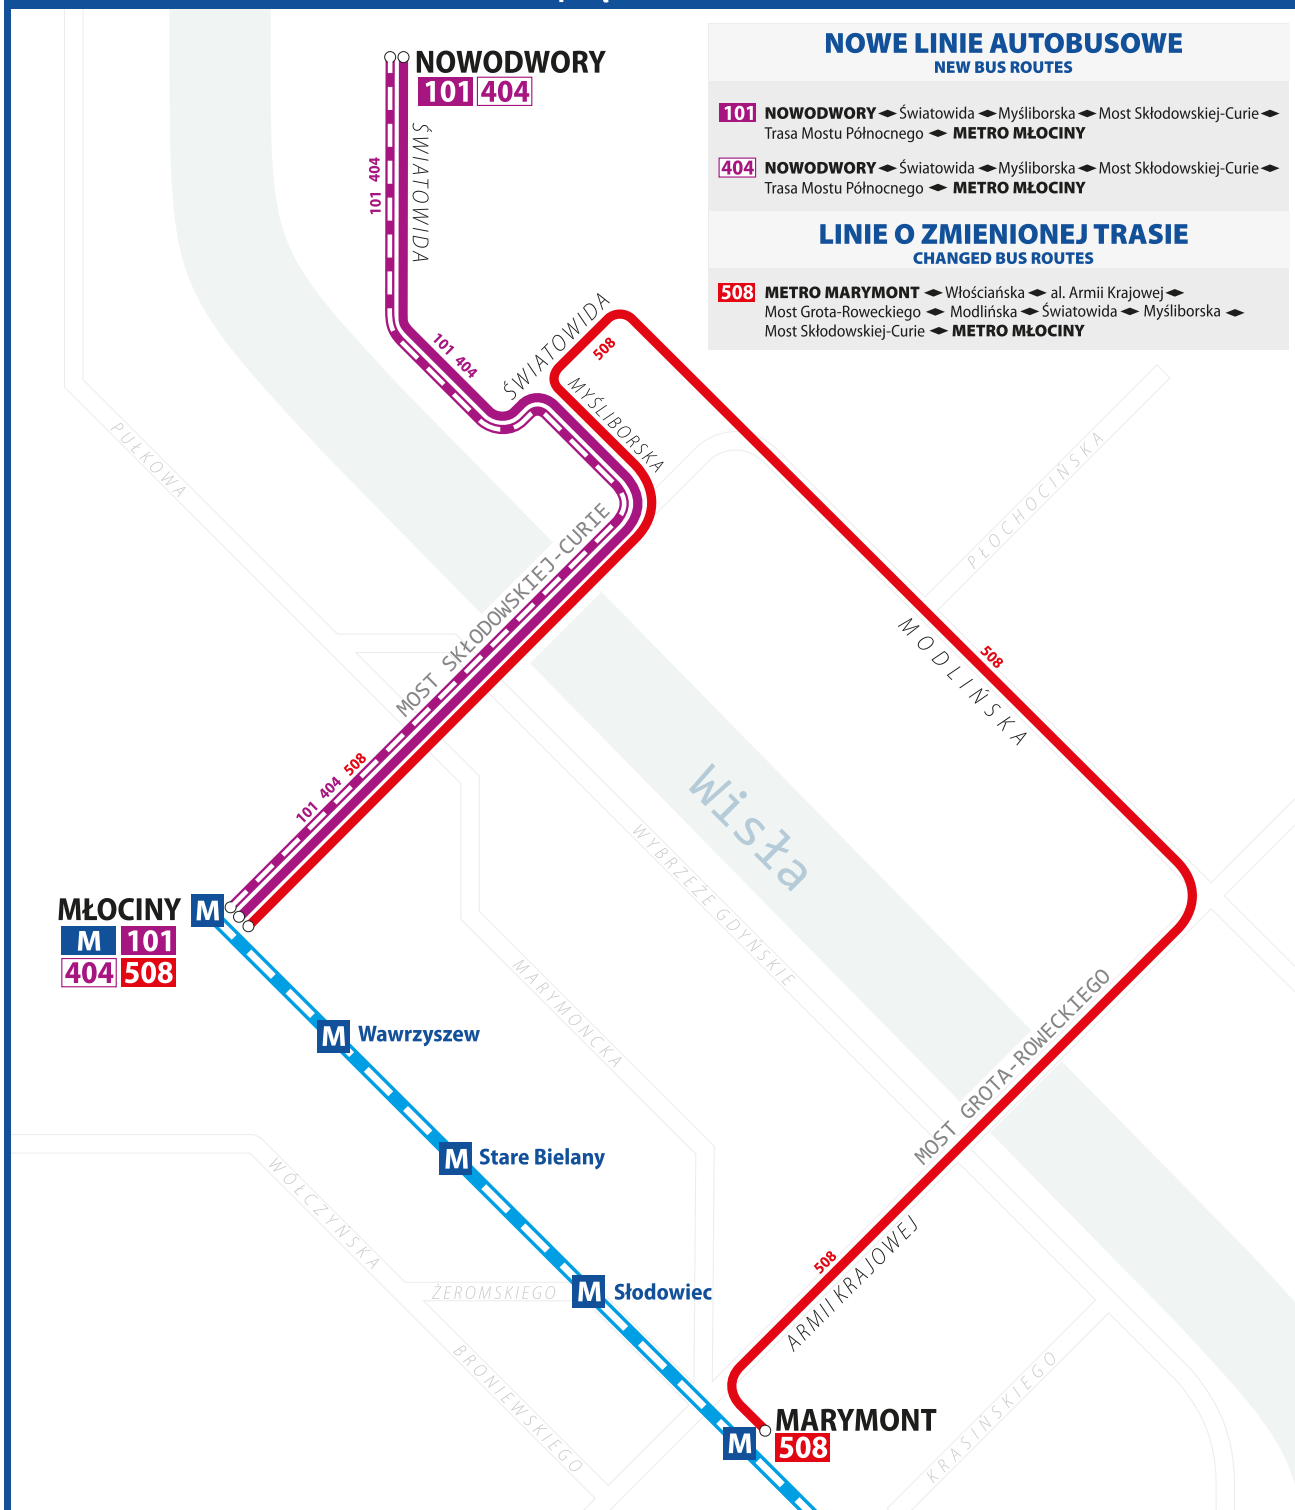 NOWODWORY
101 404
ŚWIATOWIDA
101 404
101 404
ŚWIATOWIDA
508
MYŚLIBORSKA
NOWE LINIE AUTOBUSOWE
NEW BUS ROUTES
101 NOWODWORY Światowida Myśliborska Most Skłodowskiej-Curie
Trasa Mostu Północnego METRO MŁOCINY
404 NOWODWORY Światowida Myśliborska Most Skłodowskiej-Curie
Trasa Mostu Północnego METRO MŁOCINY
LINIE O ZMIENIONEJ TRASIE
CHANGED BUS ROUTES
508 METRO MARYMONT Włościańska al. Armii Krajowej
Most Grota-Roweckiego Modlińska Światowida Myśliborska
Most Skłodowskiej-Curie METRO MŁOCINY
PUŁKOWA
PŁOCHOCIŃSKA
MOST SKŁODOWSKIEJ-CURIE
508
MODLIŃSKA
101 404 508
Wisła
WYBRZEŻE GDYŃSKIE
MŁOCINY
M
M 101
404 508
MARYMONCKA
M Wawrzyszew
MOST GROTA-ROWECKIEGO
M Stare Bielany
WÓŁCZYŃSKA
508
ARMII KRAJOWEJ
ŻEROMSKIEGO
M Słodowiec
BRONIEWSKIEGO
KRASIŃSKIEGO
MARYMONT
M
508